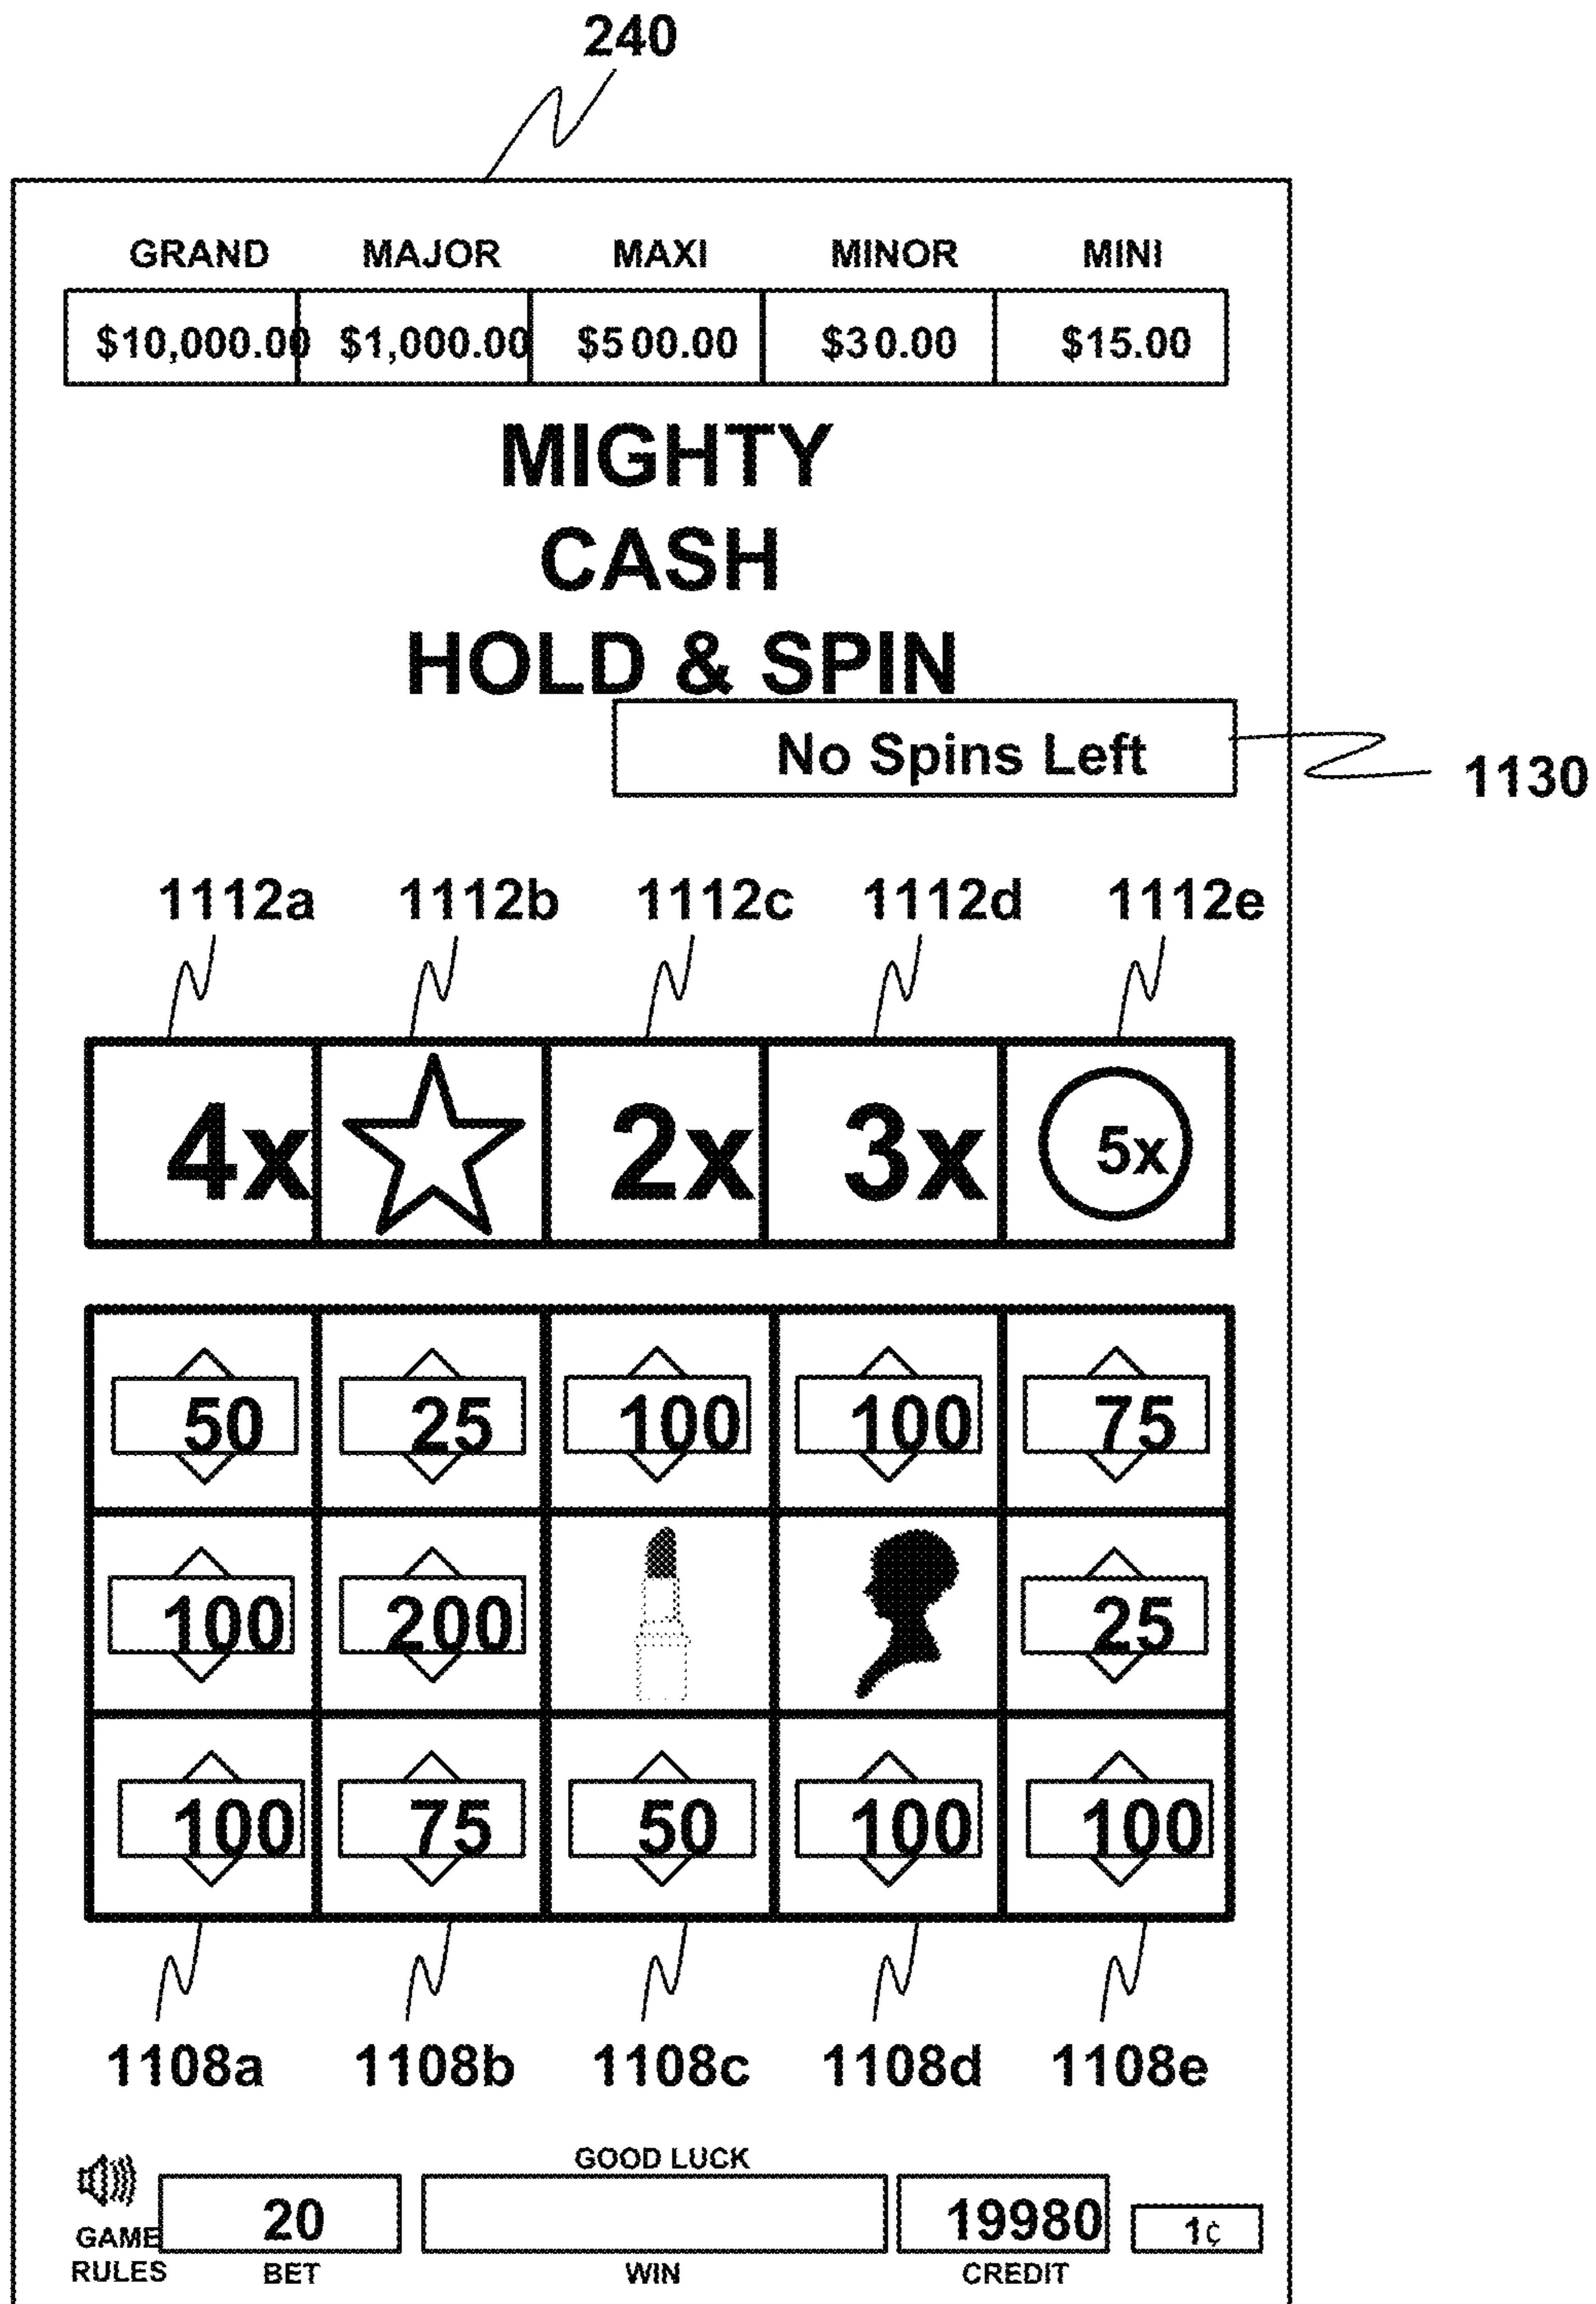 240
GRAND MAJOR MAXI MINOR MINI
$10,000.00 $1,000.00 $500.00 $30.00 $15.00
MIGHTY
CASH
HOLD & SPIN
No Spins Left
1130
1112a 1112b 1112c 1112d 1112e
4x 2x 3x 5x
50 25 100 100 75
100 200 25
100 75 50 100 100
1108a 1108b 1108c 1108d 1108e
GOOD LUCK
20 19980 1¢
GAME
RULES BET WIN CREDIT